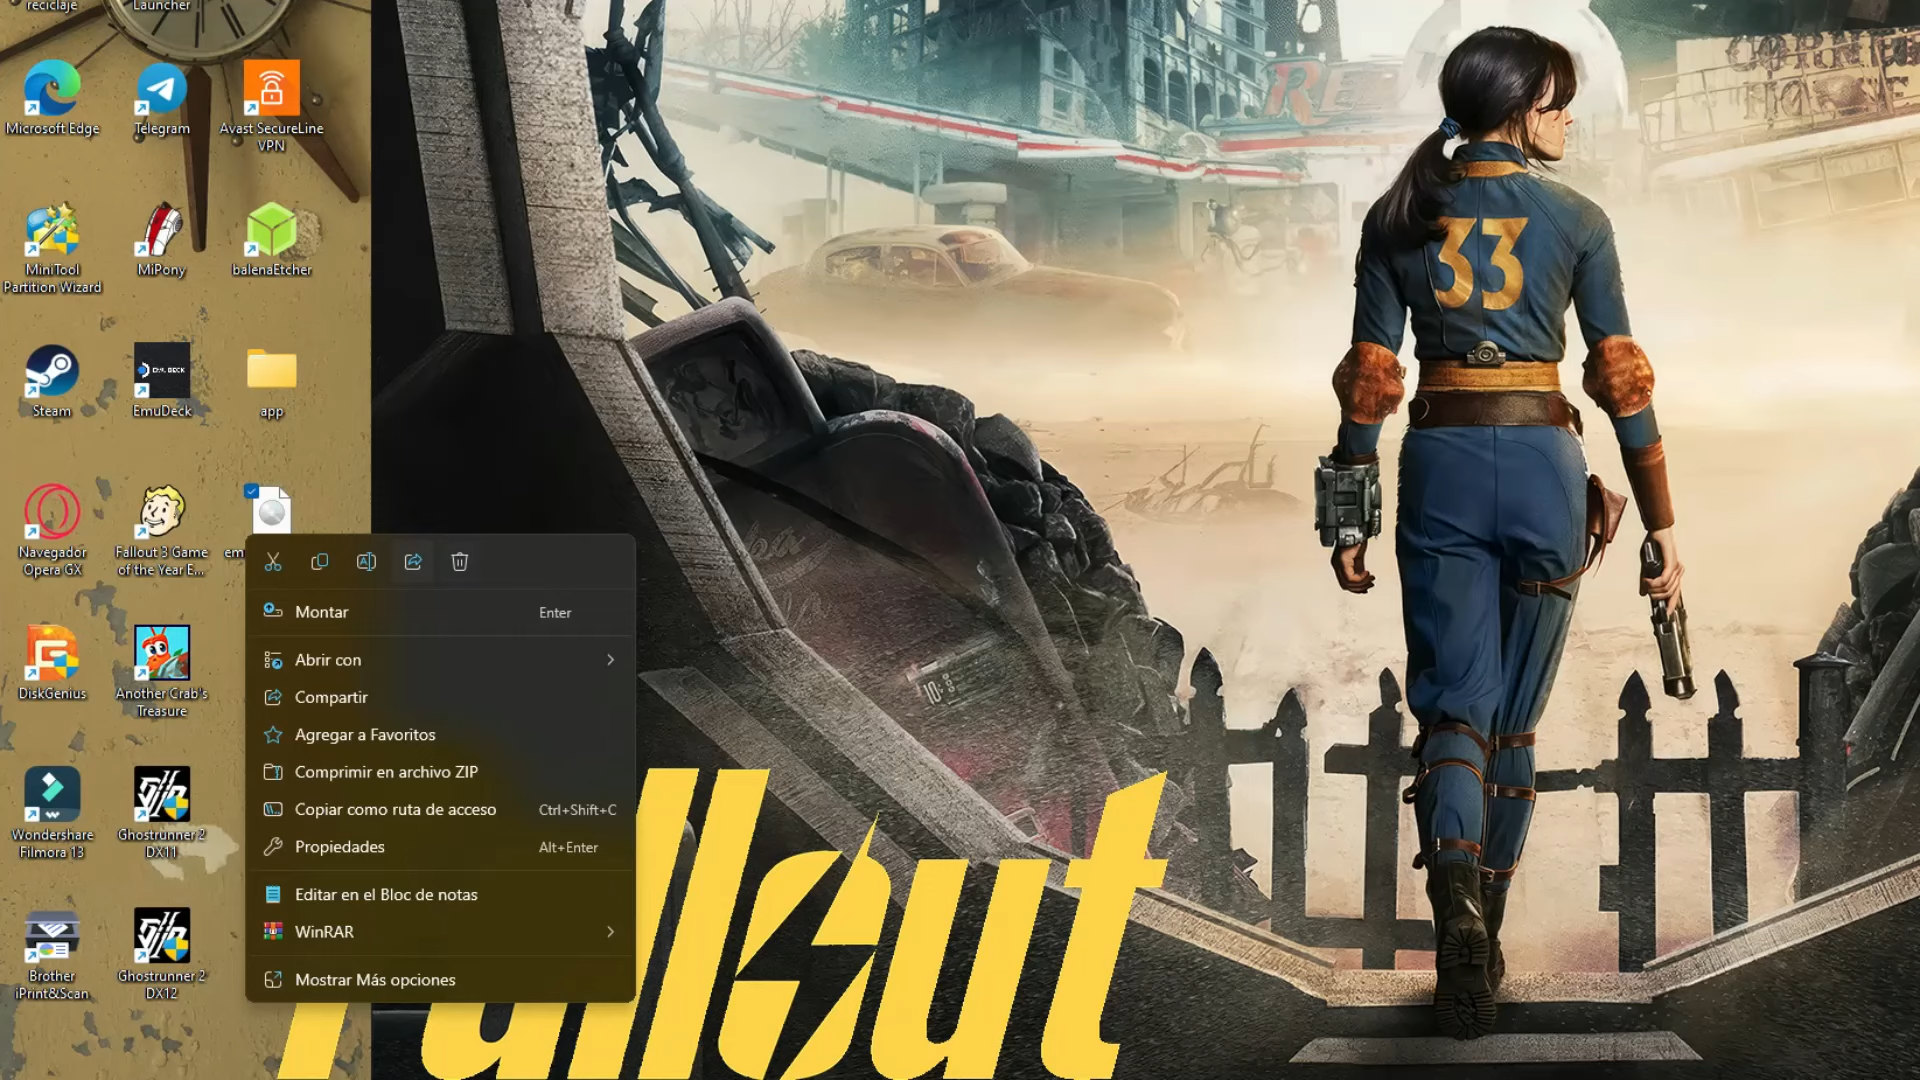 reciclaje
Launcher
Microsoft Edge
Telegram
Avast SecureLine
VPN
MiniTool
Partition Wizard
MiPony
balenaEtcher
Steam
EmuDeck
app
Navegador
Opera GX
Fallout 3 Game
of the Year E...
em
DiskGenius
Another Crab's
Treasure
Wondershare
Filmora 13
Ghostrunner 2
DX11
Brother
iPrint&Scan
Ghostrunner 2
DX12
Montar Enter
Abrir con
Compartir
Agregar a Favoritos
Comprimir en archivo ZIP
Copiar como ruta de acceso Ctrl+Shift+C
Propiedades Alt+Enter
Editar en el Bloc de notas
WinRAR
Mostrar Más opciones
33
10
Fallout